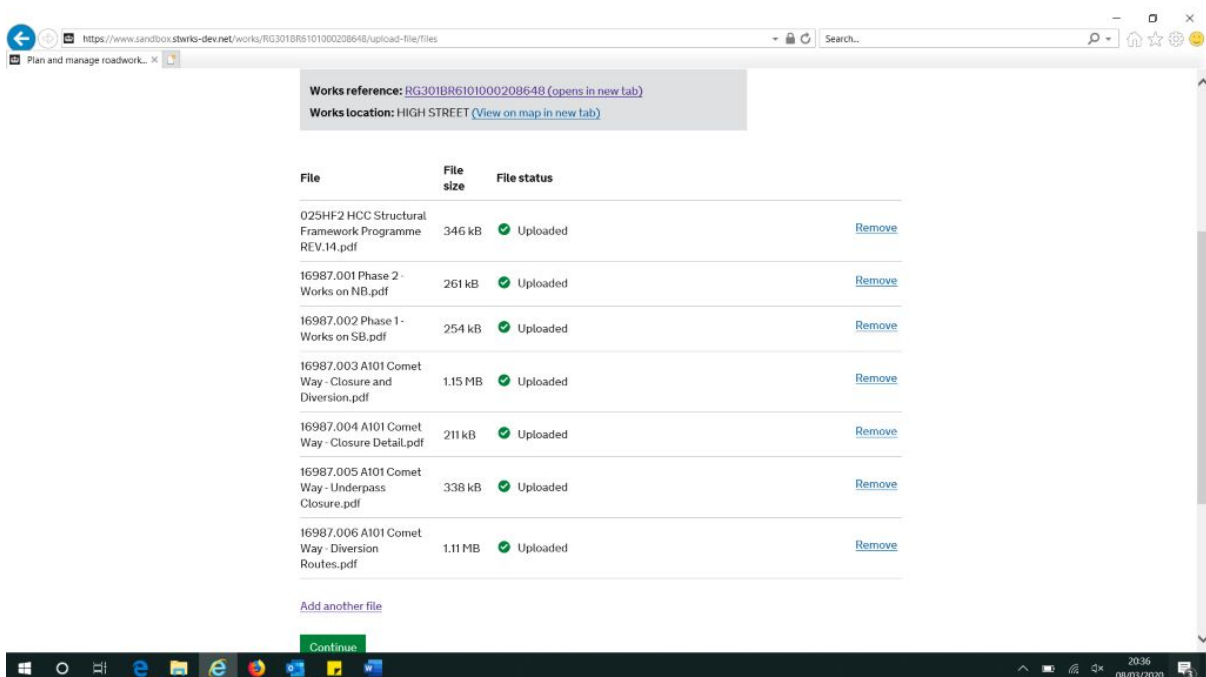 https://www.sandbox.stwrks-dev.net/works/RG301BR6101000208648/upload-file/files
Search...
Plan and manage roadwork...
Works reference: RG301BR6101000208648 (opens in new tab)
Works location: HIGH STREET (View on map in new tab)
File
File
size
File status
025HF2 HCC Structural
Framework Programme
REV.14.pdf
346 kB
Uploaded
Remove
16987.001 Phase 2 -
Works on NB.pdf
261 kB
Uploaded
Remove
16987.002 Phase 1 -
Works on SB.pdf
254 kB
Uploaded
Remove
16987.003 A101 Comet
Way - Closure and
Diversion.pdf
1.15 MB
Uploaded
Remove
16987.004 A101 Comet
Way - Closure Detail.pdf
211 kB
Uploaded
Remove
16987.005 A101 Comet
Way - Underpass
Closure.pdf
338 kB
Uploaded
Remove
16987.006 A101 Comet
Way - Diversion
Routes.pdf
1.11 MB
Uploaded
Remove
Add another file
Continue
20:36
08/03/2020